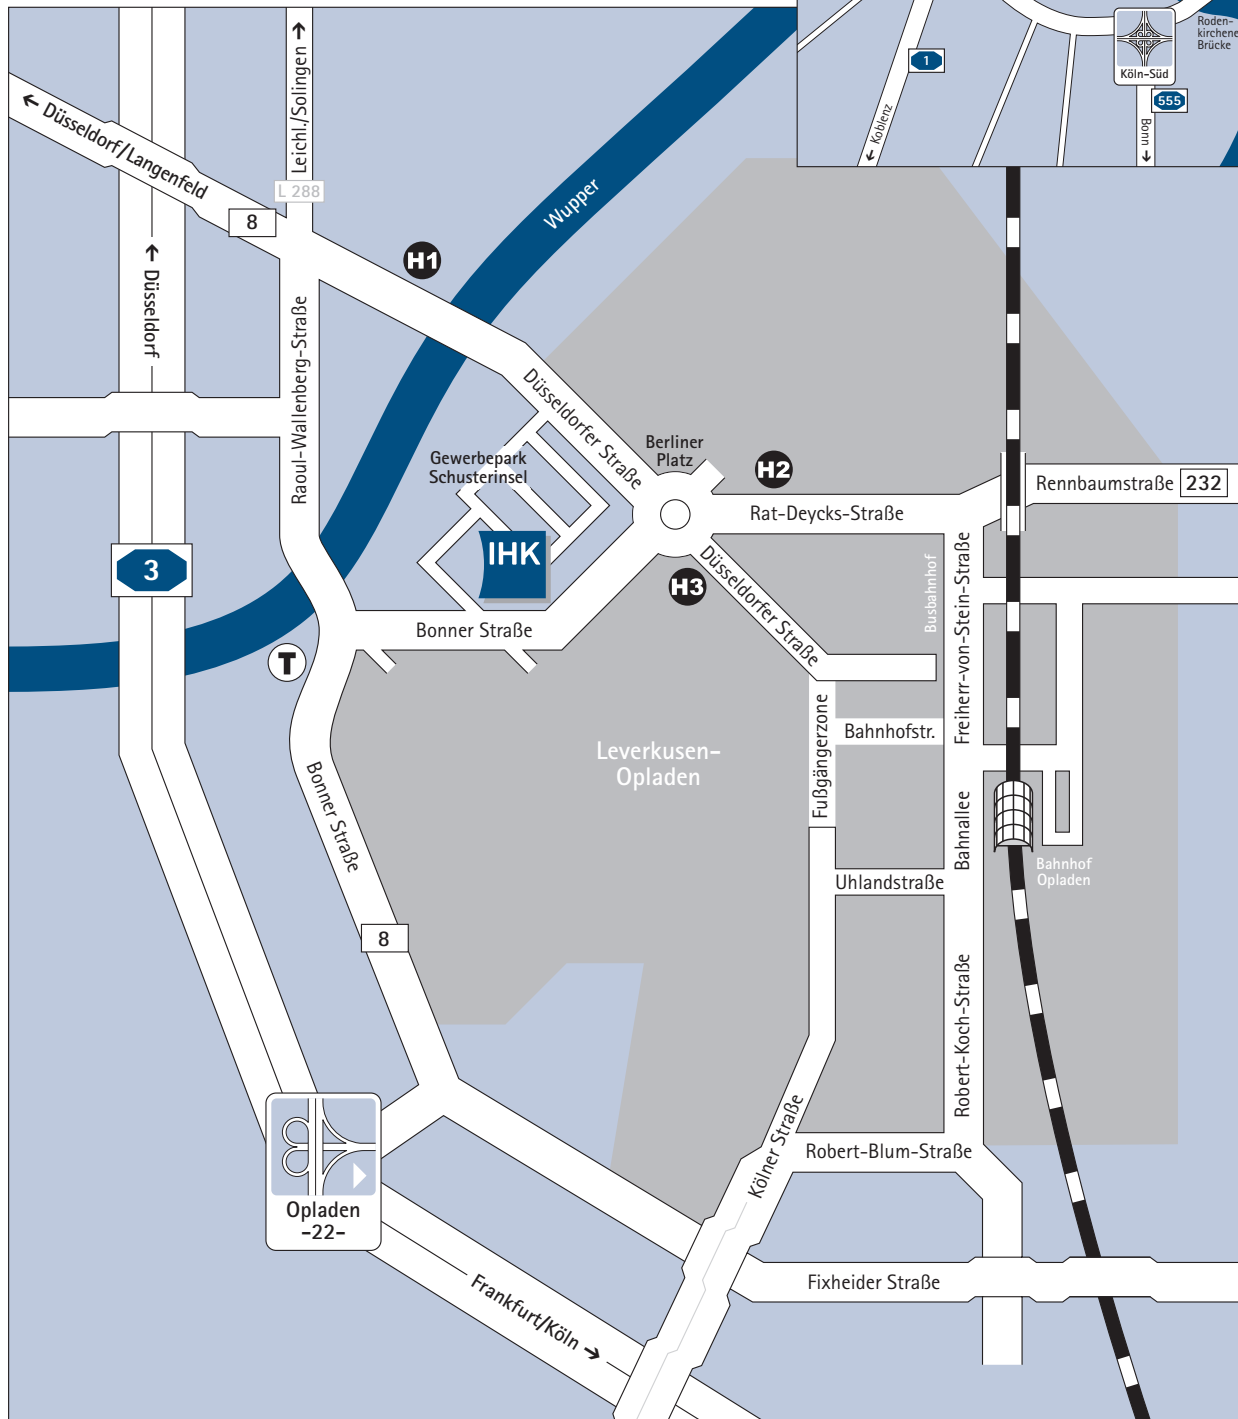 Roden-
kirchene
Brücke
1
Köln-Süd
555
← Koblenz
Bonn →
← Düsseldorf/Langenfeld
Leichl./Solingen →
L 288
8
Wupper
H1
← Düsseldorf
Raoul-Wallenberg-Straße
Düsseldorfer Straße
Berliner
Platz
Gewerbepark
Schusterinsel
H2
Rennbaumstraße 232
Rat-Deycks-Straße
IHK
3
H3
Düsseldorfer Straße
Busbahnhof
Freiherr-von-Stein-Straße
Bonner Straße
T
Fußgängerzone
Bahnhofstr.
Leverkusen-
Opladen
Bonner Straße
Bahnallee
Bahnhof
Opladen
Uhlandstraße
8
Robert-Koch-Straße
Kölner Straße
Robert-Blum-Straße
Opladen
-22-
Fixheider Straße
Frankfurt/Köln →